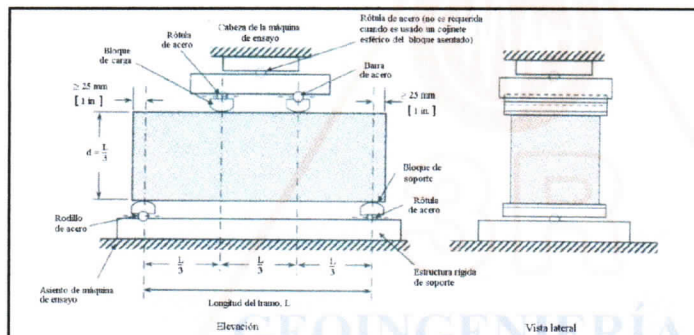 Cabeza de la máquina
de ensayo
Rótula de acero (no es requerida
cuando es usado un cojinete
esférico del bloque asentado)
Rótula
de acero
Bloque
de carga
Barra
de acero
≥ 25 mm
[1 in.]
> 25 mm
[1 in.]
d = L/3
Bloque de
soporte
Rótula
de acero
Rodillo
de acero
L/3
L/3
L/3
Asiento de máquina
de ensayo
Estructura rígida
de soporte
Longitud del tramo, L
Elevación
Vista lateral
GEOINGENIERÍA